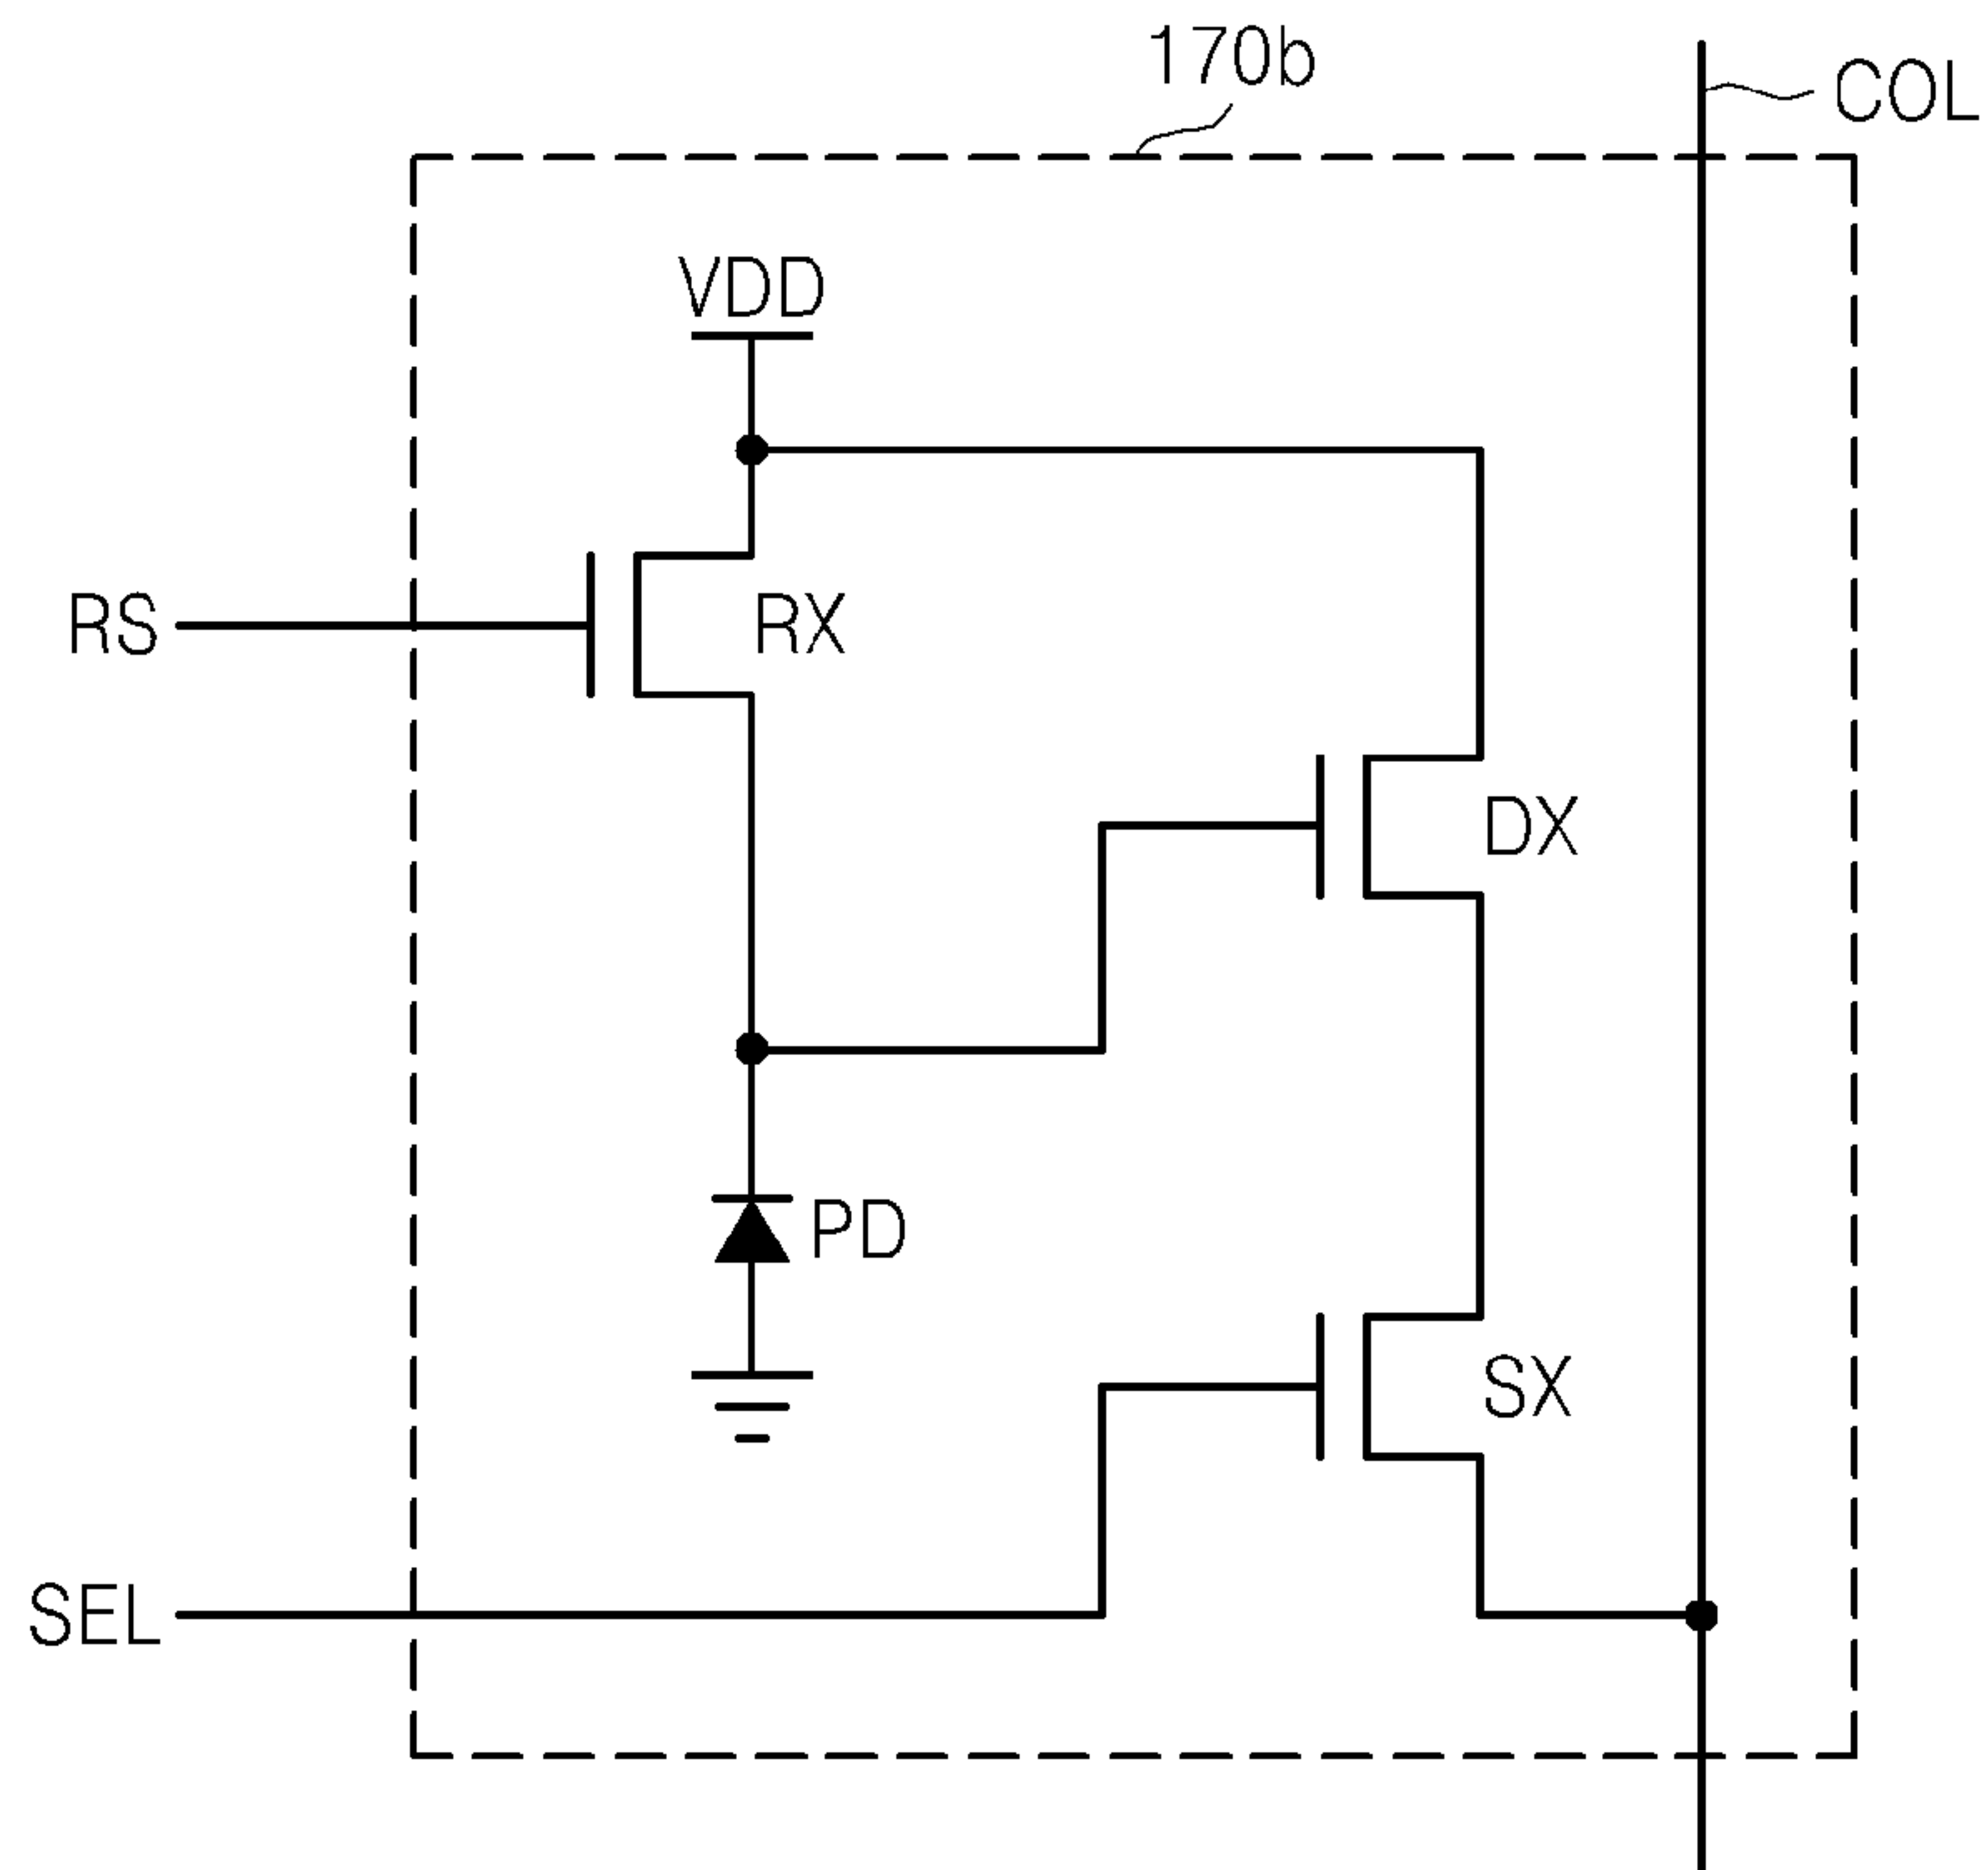 170b
COL
VDD
RS
RX
DX
PD
SX
SEL